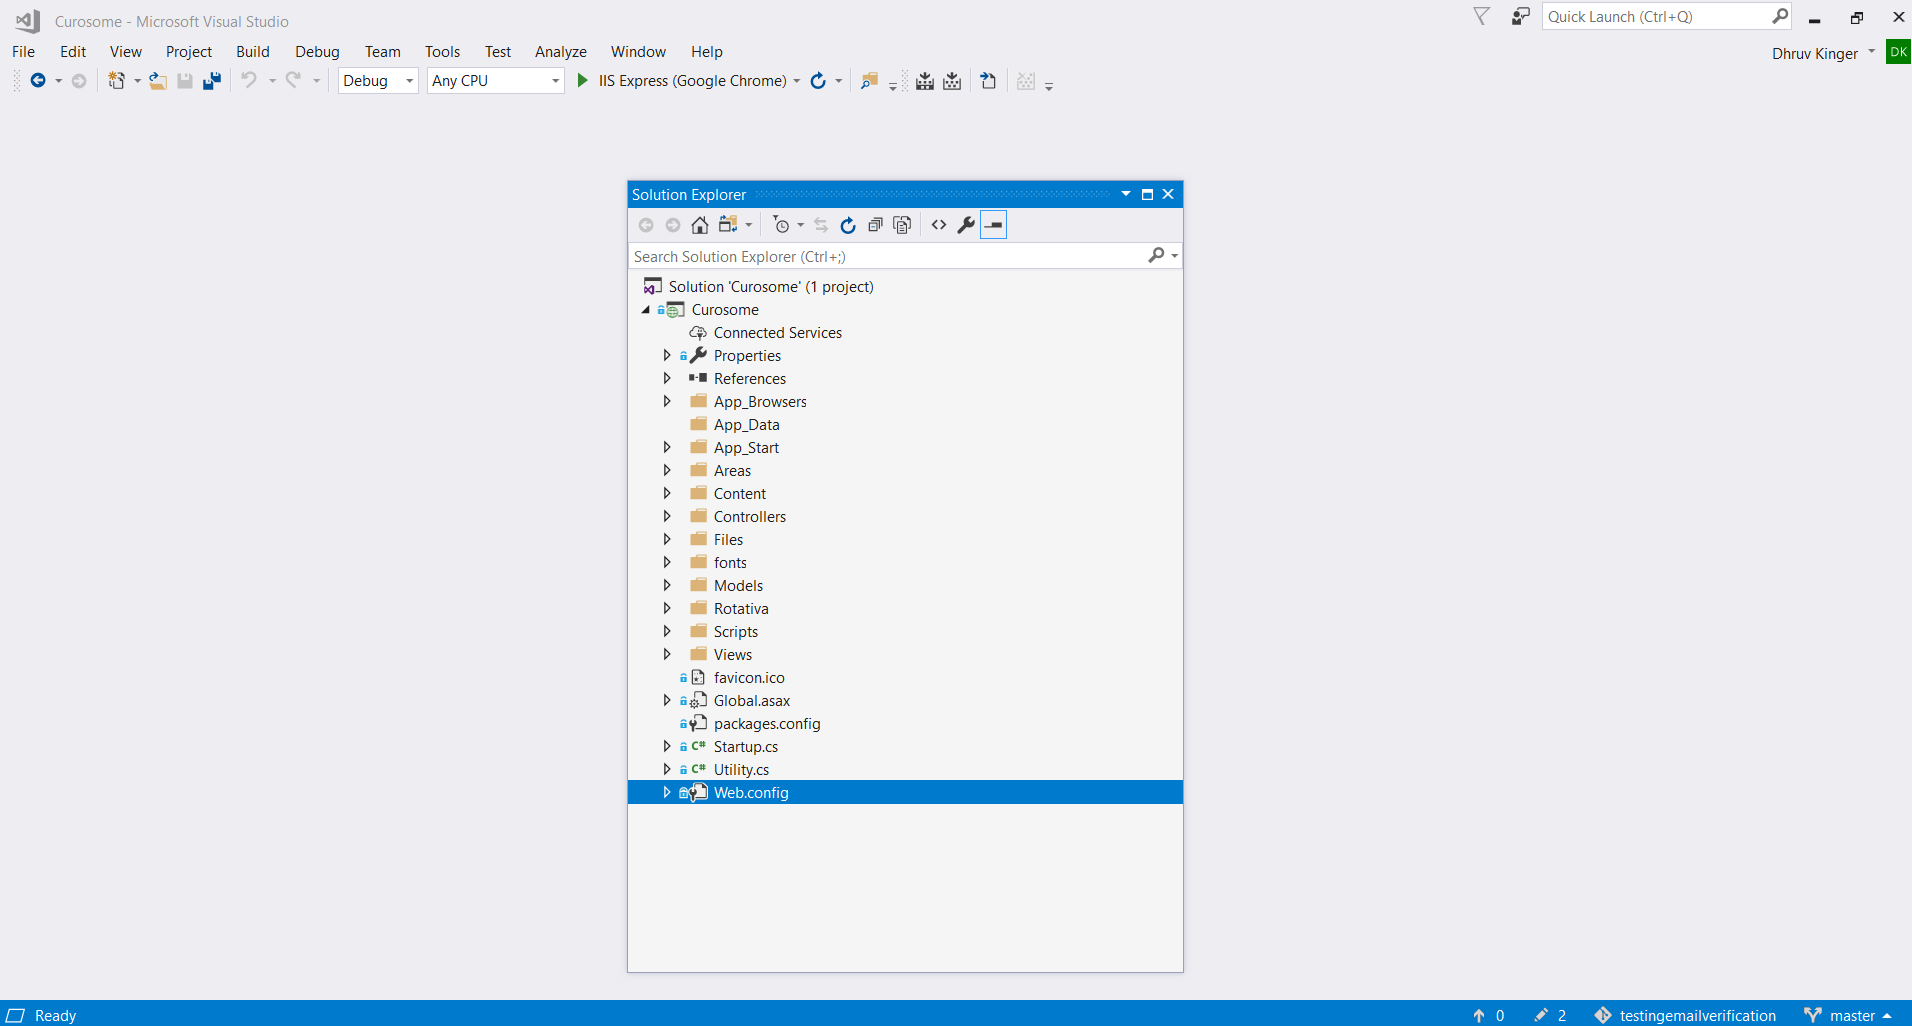 Curosome - Microsoft Visual Studio
Quick Launch (Ctrl+Q)
File Edit View Project Build Debug Team Tools Test Analyze Window Help
Dhruv Kinger DK
Debug Any CPU IIS Express (Google Chrome)
Solution Explorer
Search Solution Explorer (Ctrl+;)
Solution 'Curosome' (1 project)
Curosome
Connected Services
Properties
References
App_Browsers
App_Data
App_Start
Areas
Content
Controllers
Files
fonts
Models
Rotativa
Scripts
Views
favicon.ico
Global.asax
packages.config
C# Startup.cs
C# Utility.cs
Web.config
Ready 0 2 testingemailverification master